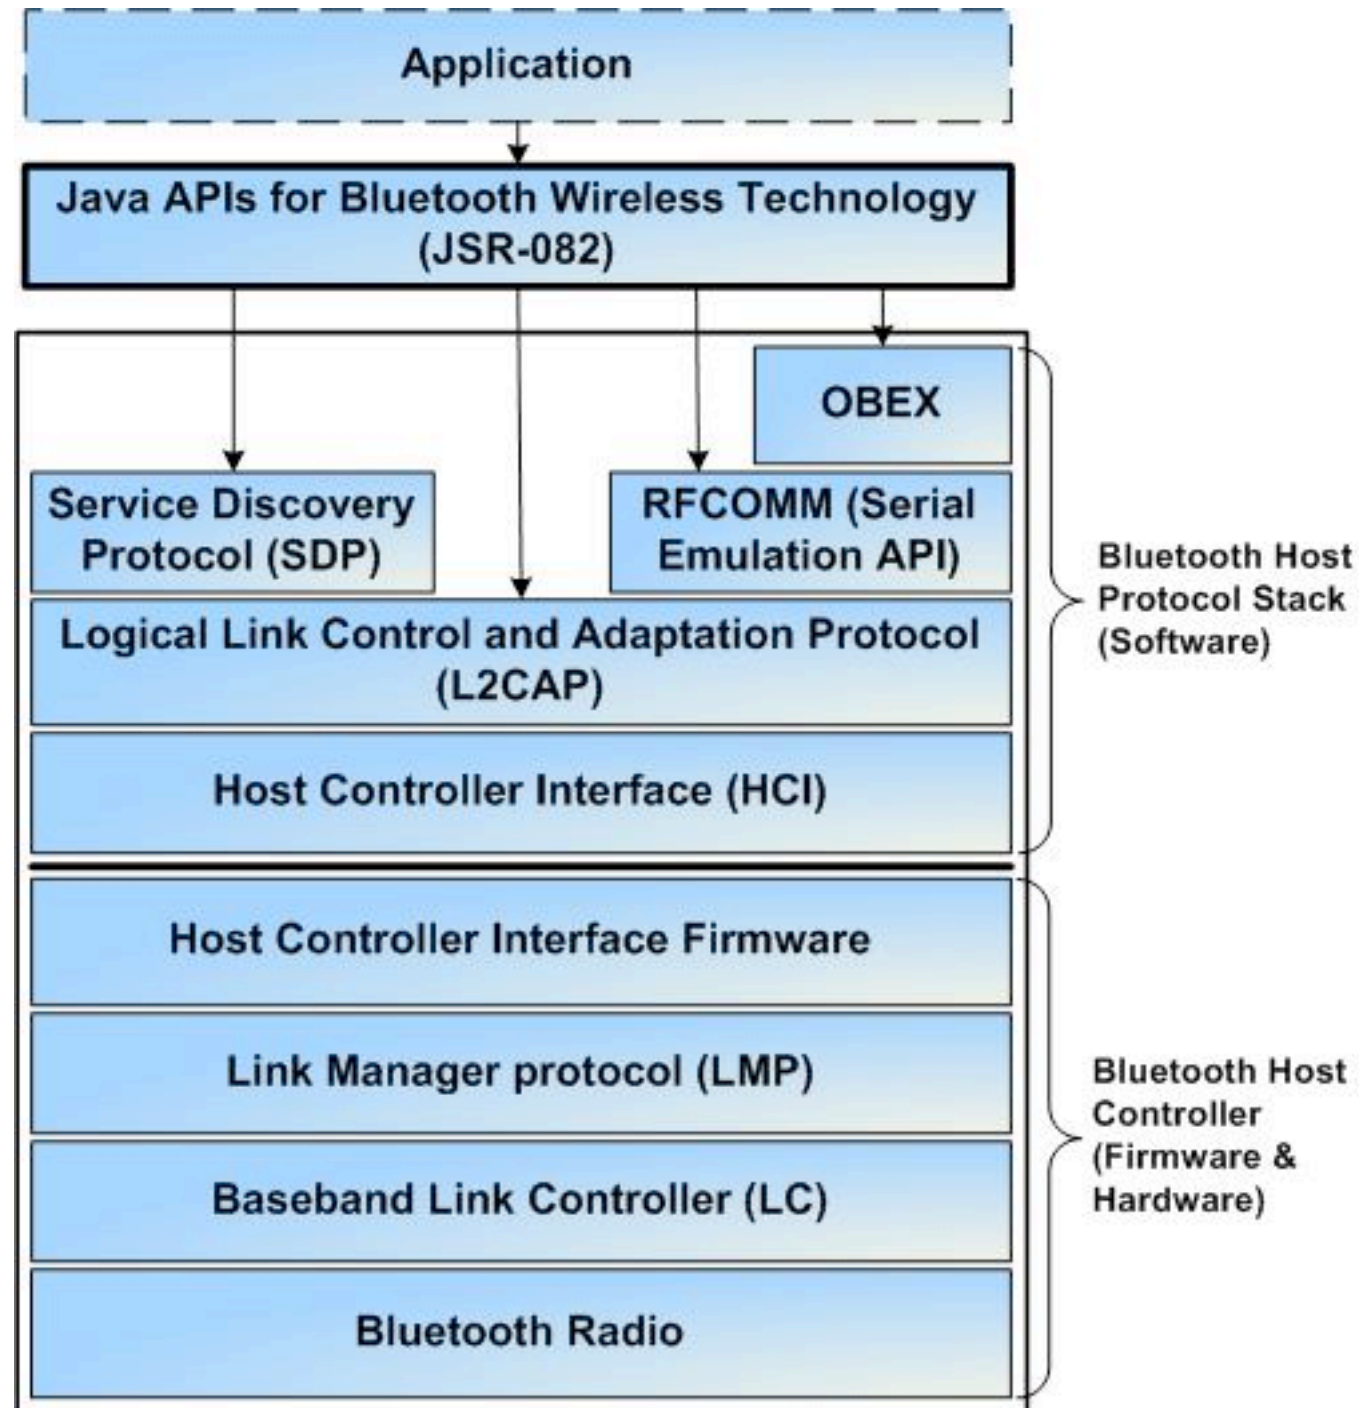 Application
Java APIs for Bluetooth Wireless Technology
(JSR-082)
OBEX
Service Discovery
Protocol (SDP)
RFCOMM (Serial
Emulation API)
Logical Link Control and Adaptation Protocol
(L2CAP)
Host Controller Interface (HCI)
Bluetooth Host
Protocol Stack
(Software)
Host Controller Interface Firmware
Link Manager protocol (LMP)
Baseband Link Controller (LC)
Bluetooth Radio
Bluetooth Host
Controller
(Firmware &
Hardware)